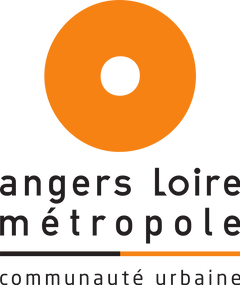 angers Loire
métropole
communauté urbaine